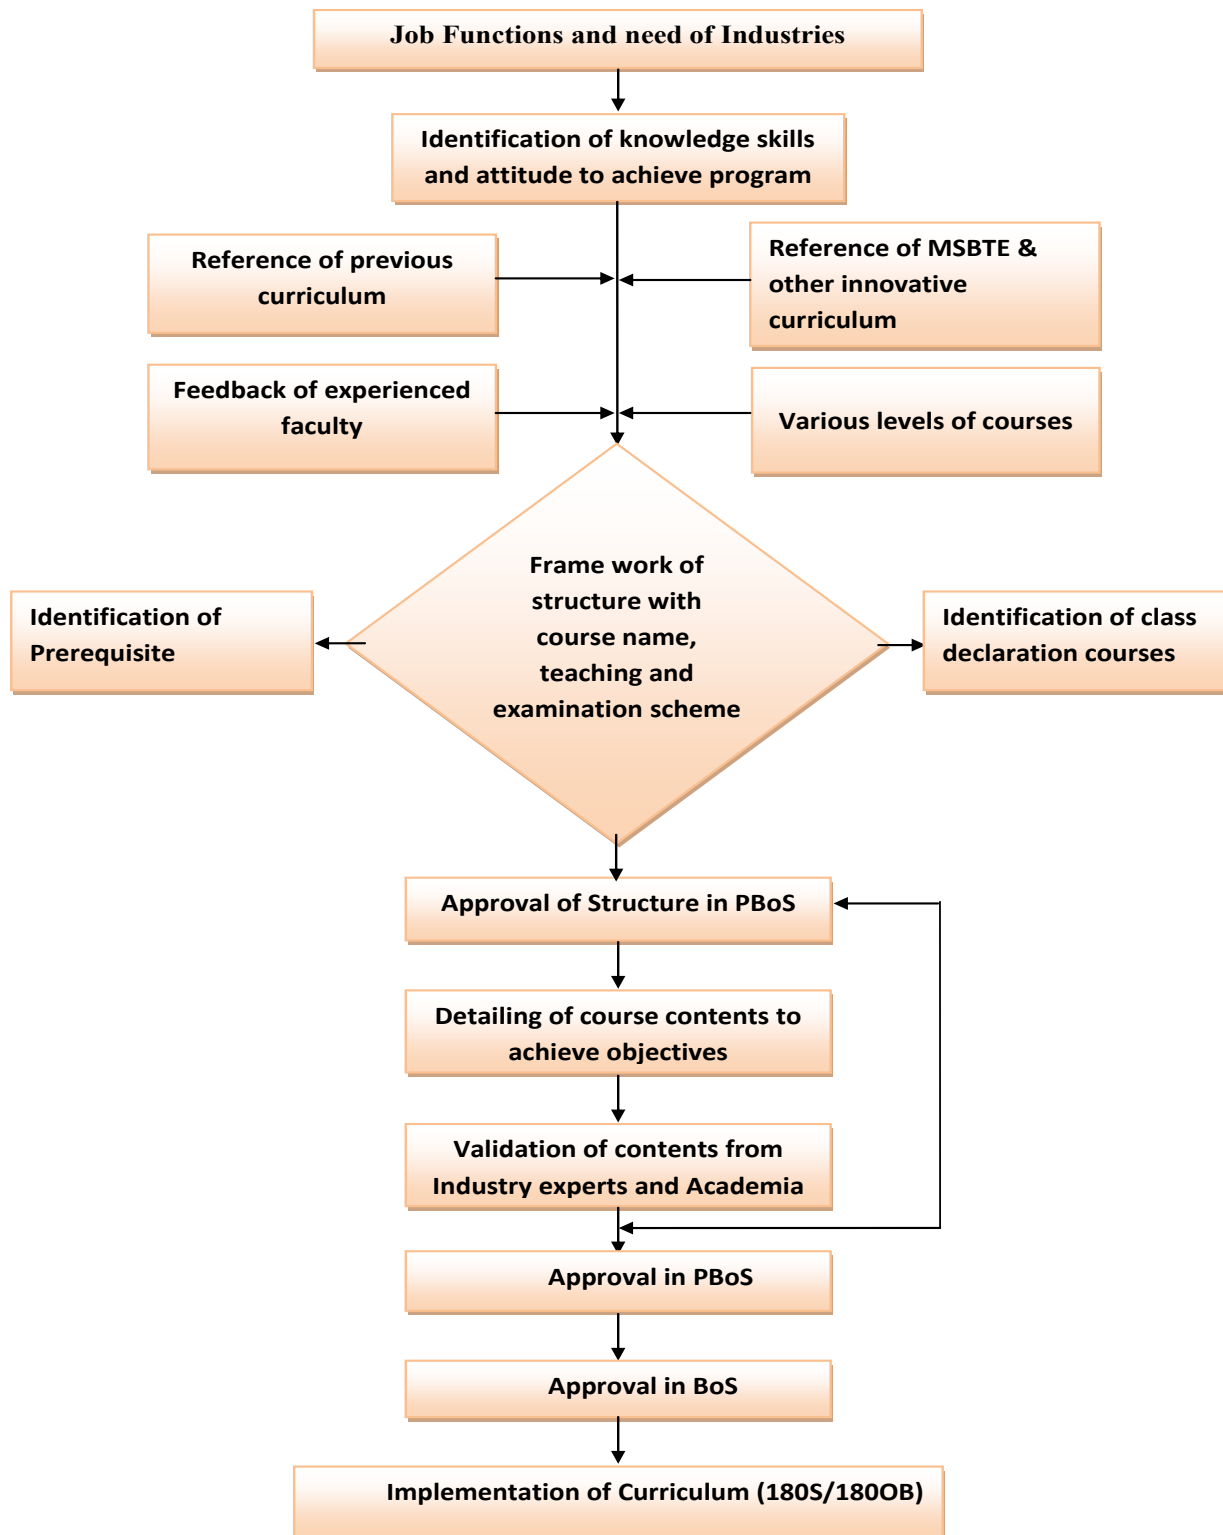 Job Functions and need of Industries
Identification of knowledge skills
and attitude to achieve program
Reference of previous
curriculum
Reference of MSBTE &
other innovative
curriculum
Feedback of experienced
faculty
Various levels of courses
Frame work of
structure with
course name,
teaching and
examination scheme
Identification of
Prerequisite
Identification of class
declaration courses
Approval of Structure in PBoS
Detailing of course contents to
achieve objectives
Validation of contents from
Industry experts and Academia
Approval in PBoS
Approval in BoS
Implementation of Curriculum (180S/180OB)